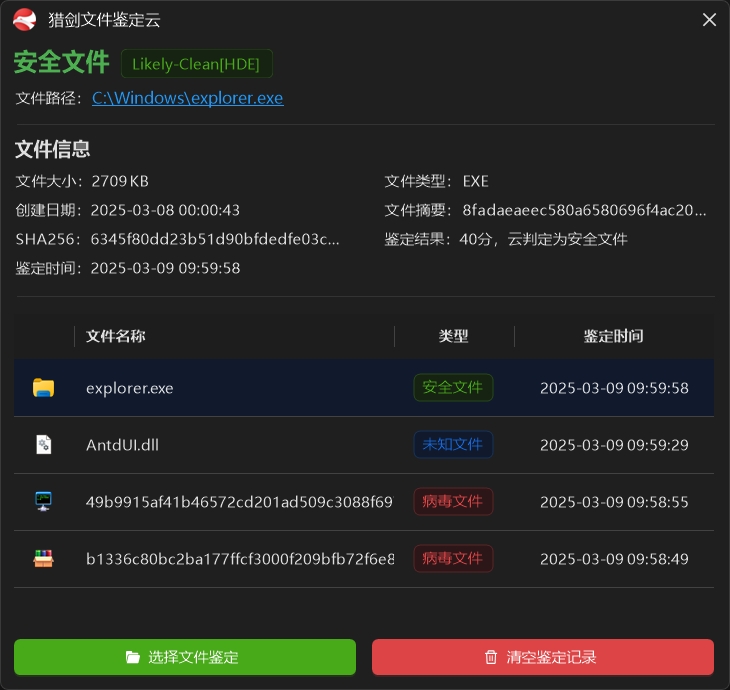 猎剑文件鉴定云
安全文件 Likely-Clean[HDE]
文件路径： C:\Windows\explorer.exe
文件信息
文件大小： 2709 KB 文件类型： EXE
创建日期： 2025-03-08 00:00:43 文件摘要： 8fadaeaeec580a6580696f4ac20...
SHA256： 6345f80dd23b51d90bfdedfe03c... 鉴定结果： 40分，云判定为安全文件
鉴定时间： 2025-03-09 09:59:58
文件名称 类型 鉴定时间
explorer.exe 安全文件 2025-03-09 09:59:58
AntdUI.dll 未知文件 2025-03-09 09:59:29
49b9915af41b46572cd201ad509c3088f69 病毒文件 2025-03-09 09:58:55
b1336c80bc2ba177ffcf3000f209bfb72f6e8 病毒文件 2025-03-09 09:58:49
选择文件鉴定 清空鉴定记录